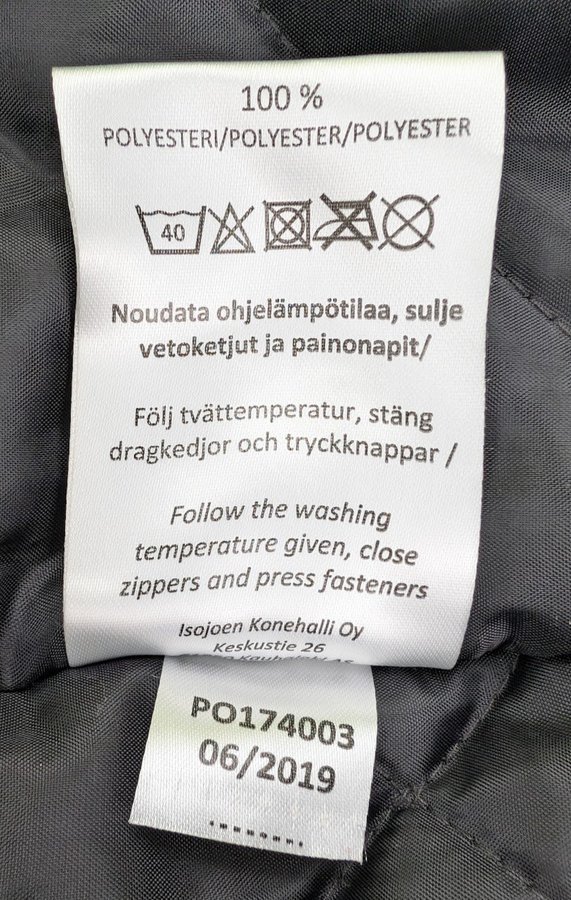 100 %
POLYESTERI/POLYESTER/POLYESTER
40
Noudata ohjelämpötilaa, sulje
vetoketjut ja painonapit/
Följ tvättemperatur, stäng
dragkedjor och tryckknappar /
Follow the washing
temperature given, close
zippers and press fasteners
Isojoen Konehalli Oy
Keskustie 26
PO174003
06/2019